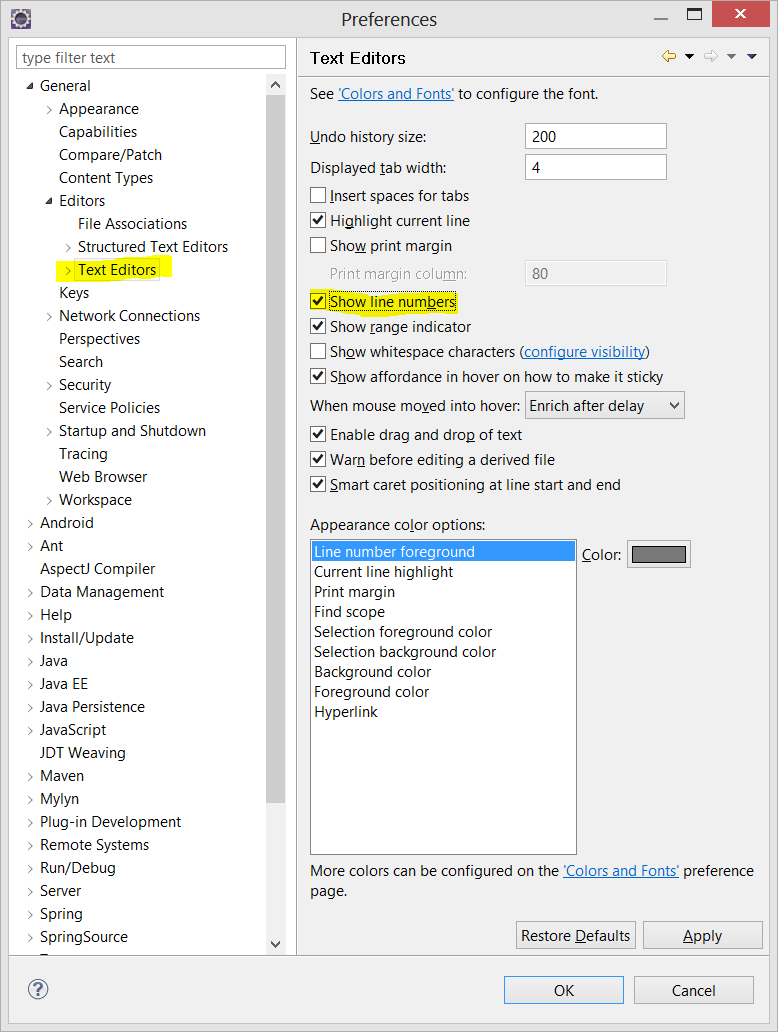 Preferences
type filter text
General
Appearance
Capabilities
Compare/Patch
Content Types
Editors
File Associations
Structured Text Editors
Text Editors
Keys
Network Connections
Perspectives
Search
Security
Service Policies
Startup and Shutdown
Tracing
Web Browser
Workspace
Android
Ant
AspectJ Compiler
Data Management
Help
Install/Update
Java
Java EE
Java Persistence
JavaScript
JDT Weaving
Maven
Mylyn
Plug-in Development
Remote Systems
Run/Debug
Server
Spring
SpringSource
Text Editors
See 'Colors and Fonts' to configure the font.
Undo history size: 200
Displayed tab width: 4
Insert spaces for tabs
Highlight current line
Show print margin
Print margin column: 80
Show line numbers
Show range indicator
Show whitespace characters (configure visibility)
Show affordance in hover on how to make it sticky
When mouse moved into hover: Enrich after delay
Enable drag and drop of text
Warn before editing a derived file
Smart caret positioning at line start and end
Appearance color options:
Line number foreground
Color:
Current line highlight
Print margin
Find scope
Selection foreground color
Selection background color
Background color
Foreground color
Hyperlink
More colors can be configured on the 'Colors and Fonts' preference
page.
Restore Defaults Apply
? OK Cancel